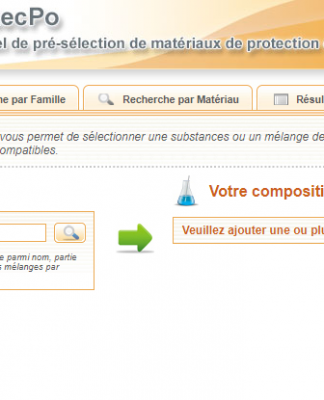 ecPo
el de pré-sélection de matériaux de protection
e par Famille
Recherche par Matériau
Résul
vous permet de sélectionner une substances ou un mélange de
ompatibles.
Votre compositi
Veuillez ajouter une ou plu
e parmi nom, partie
s mélanges par